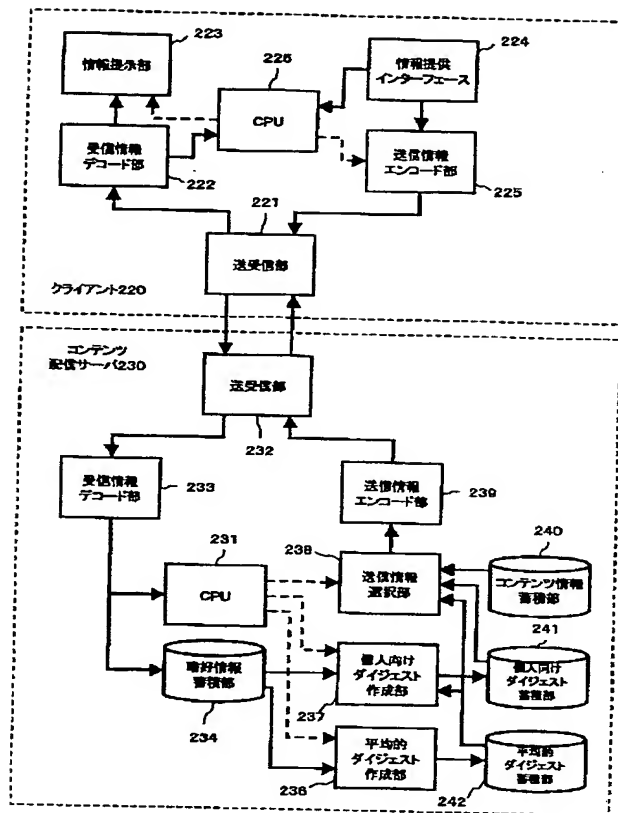 223
情報提示部
226
CPU
224
情報提供
インターフェース
受信情報
デコード部
222
送信情報
エンコード部
225
221
送受信部
クライアント220
コンテンツ
配信サーバ230
送受信部
232
受信情報
デコード部
233
送信情報
エンコード部
239
231
CPU
238
送信情報
選択部
240
コンテンツ情報
蓄積部
嗜好情報
蓄積部
234
個人向け
ダイジェスト
作成部
237
241
個人向け
ダイジェスト
蓄積部
平均的
ダイジェスト
作成部
236
平均的
ダイジェスト
蓄積部
242